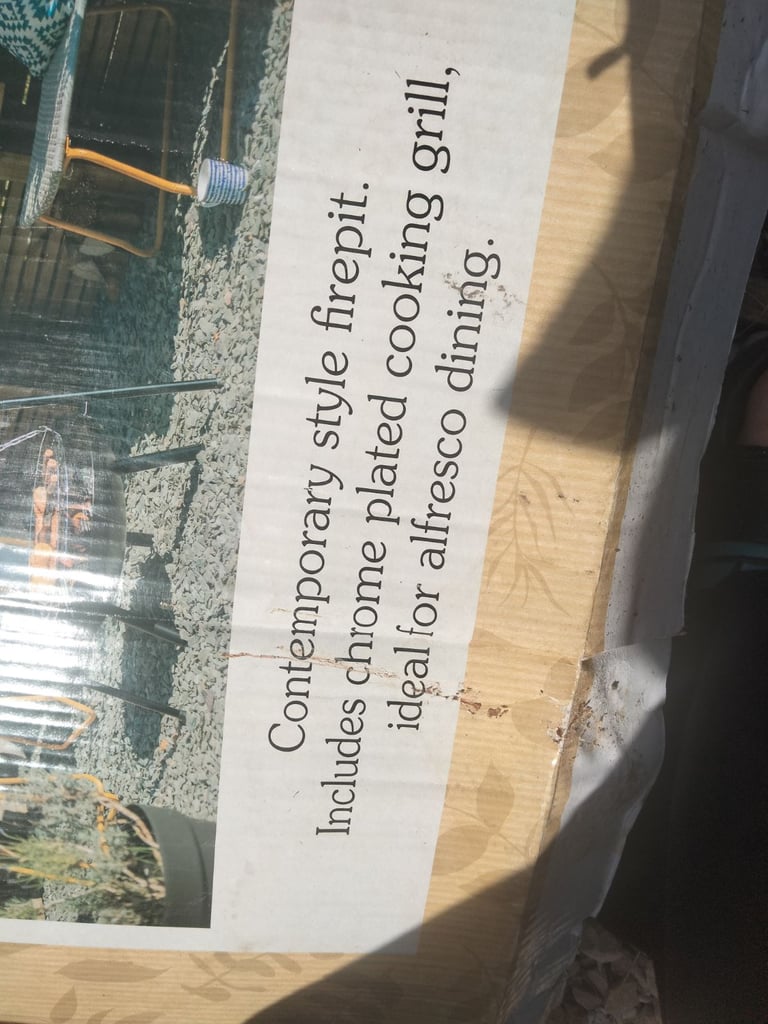 Contemporary style firepit.
Includes chrome plated cooking grill,
ideal for alfresco dining.